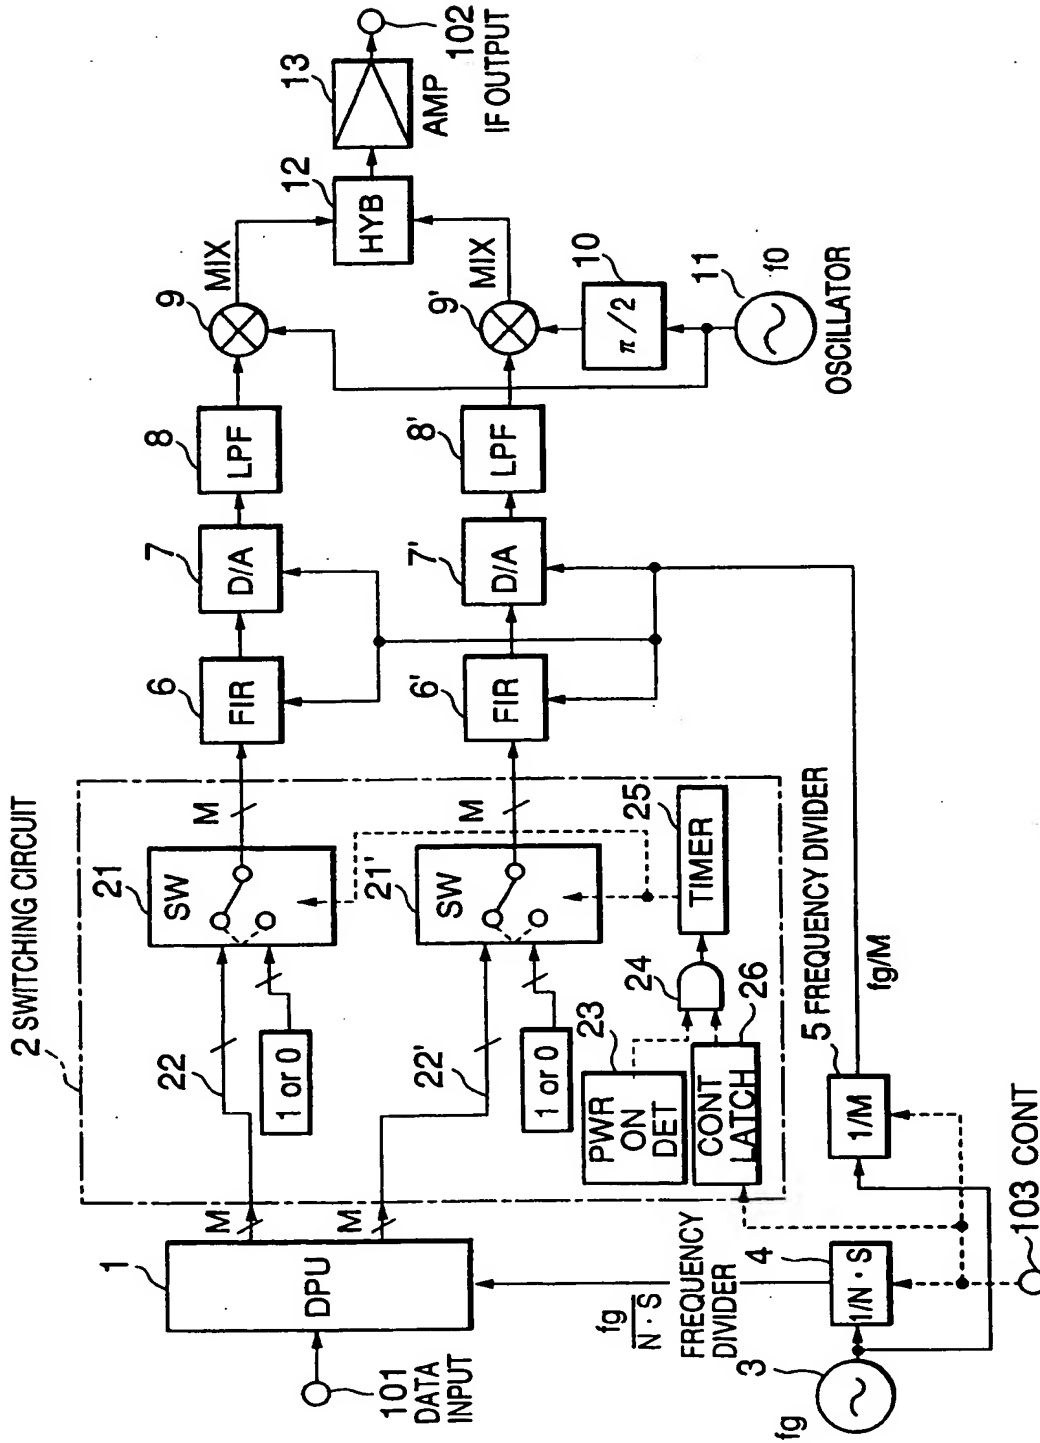 2 SWITCHING CIRCUIT
1
DPU
101
DATA
INPUT
M
M
22
22'
1 or 0
1 or 0
21
SW
21'
SW
M
M
23
PWR
ON
DET
CONT
LATCH
24
26
25
TIMER
6
FIR
6'
FIR
7
D/A
7'
D/A
8
LPF
8'
LPF
9
MIX
9'
MIX
10
π/2
11
f0
OSCILLATOR
12
HYB
13
AMP
102
IF OUTPUT
fg
3
4
1/N·S
fg
N·S
FREQUENCY
DIVIDER
5 FREQUENCY DIVIDER
1/M
fg/M
103 CONT